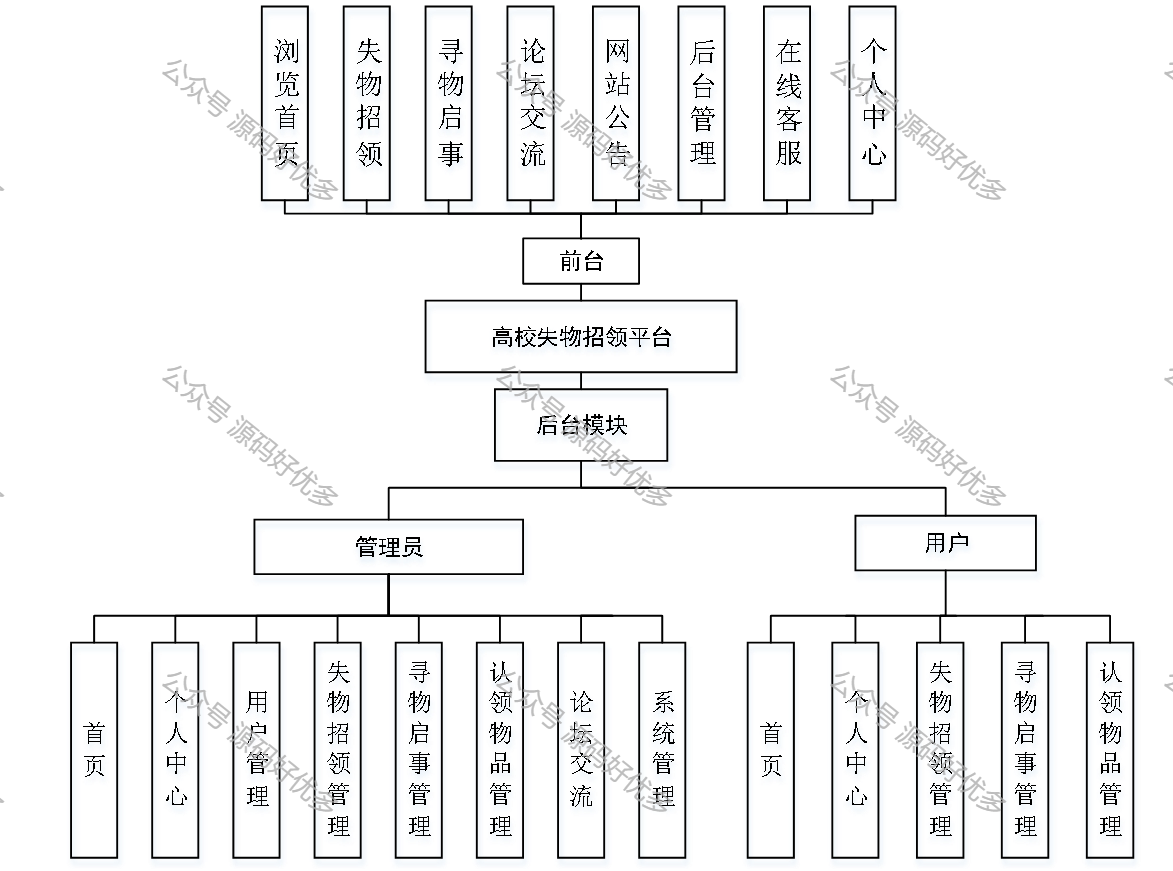 浏览首页
失物招领
寻物启事
论坛交流
网站公告
后台管理
在线客服
个人中心
前台
高校失物招领平台
后台模块
管理员
用户
首页
个人中心
用户管理
失物招领管理
寻物启事管理
认领物品管理
论坛交流
系统管理
首页
个人中心
失物招领管理
寻物启事管理
认领物品管理
公众号 源码好优多
公众号 源码好优多
公众号 源码好优多
公众号 源码好优多
公众号 源码好优多
公众号 源码好优多
公众号 源码好优多
公众号 源码好优多
公众号 源码好优多